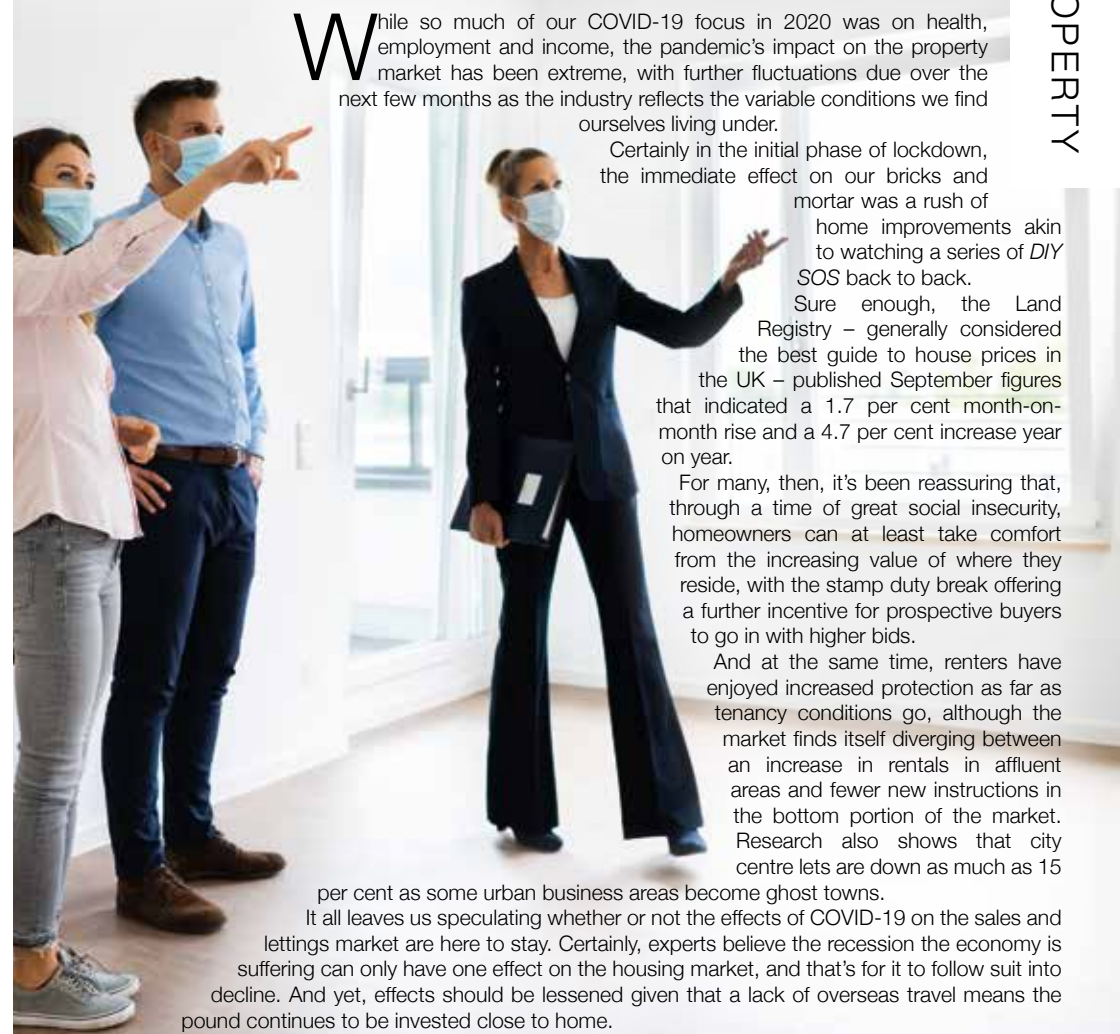 OPERTY
While so much of our COVID-19 focus in 2020 was on health,
employment and income, the pandemic’s impact on the property
market has been extreme, with further fluctuations due over the
next few months as the industry reflects the variable conditions we find
ourselves living under.
Certainly in the initial phase of lockdown,
the immediate effect on our bricks and
mortar was a rush of
home improvements akin
to watching a series of DIY
SOS back to back.
Sure enough, the Land
Registry – generally considered
the best guide to house prices in
the UK – published September figures
that indicated a 1.7 per cent month-on-
month rise and a 4.7 per cent increase year
on year.
For many, then, it’s been reassuring that,
through a time of great social insecurity,
homeowners can at least take comfort
from the increasing value of where they
reside, with the stamp duty break offering
a further incentive for prospective buyers
to go in with higher bids.
And at the same time, renters have
enjoyed increased protection as far as
tenancy conditions go, although the
market finds itself diverging between
an increase in rentals in affluent
areas and fewer new instructions in
the bottom portion of the market.
Research also shows that city
centre lets are down as much as 15
per cent as some urban business areas become ghost towns.
It all leaves us speculating whether or not the effects of COVID-19 on the sales and
lettings market are here to stay. Certainly, experts believe the recession the economy is
suffering can only have one effect on the housing market, and that’s for it to follow suit into
decline. And yet, effects should be lessened given that a lack of overseas travel means the
pound continues to be invested close to home.